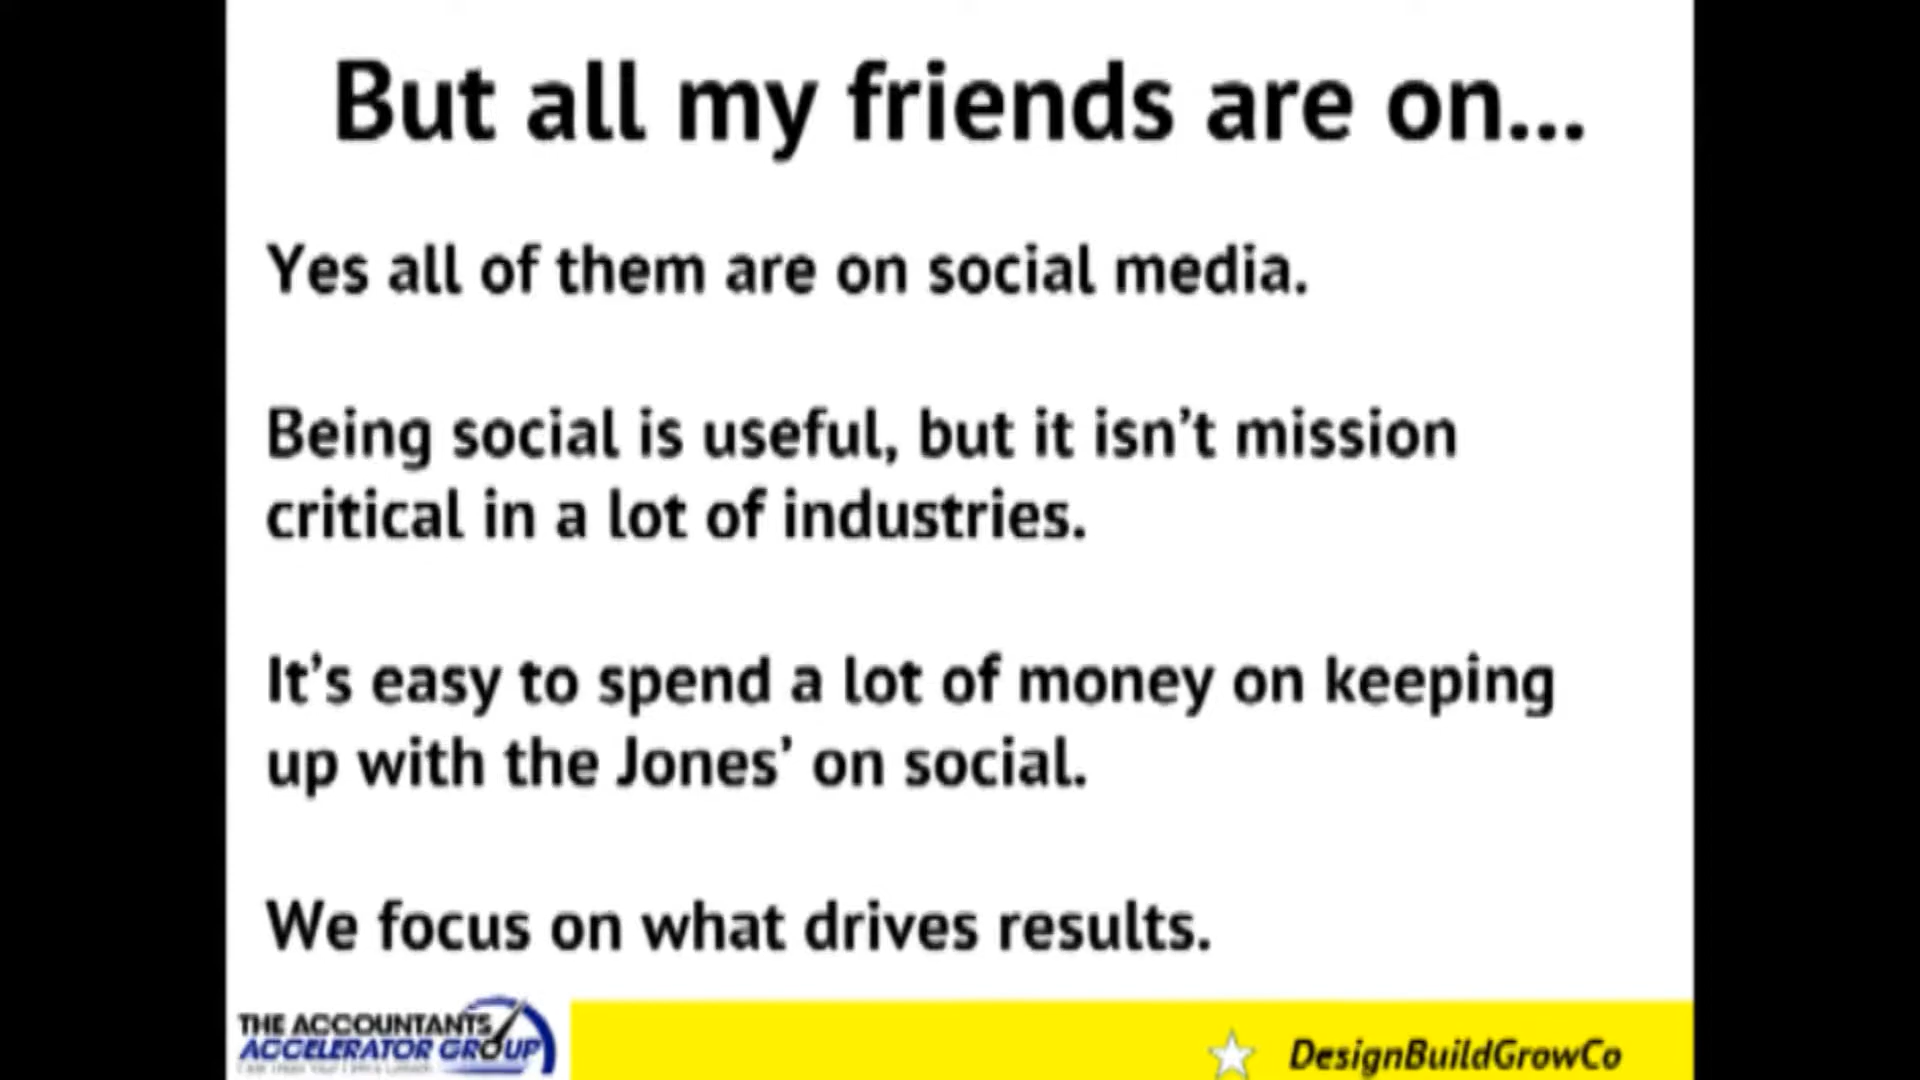 But all my friends are on...
Yes all of them are on social media.
Being social is useful, but it isn’t mission
critical in a lot of industries.
It’s easy to spend a lot of money on keeping
up with the Jones’ on social.
We focus on what drives results.
THE ACCOUNTANTS
ACCELERATOR GROUP
DesignBuildGrowCo